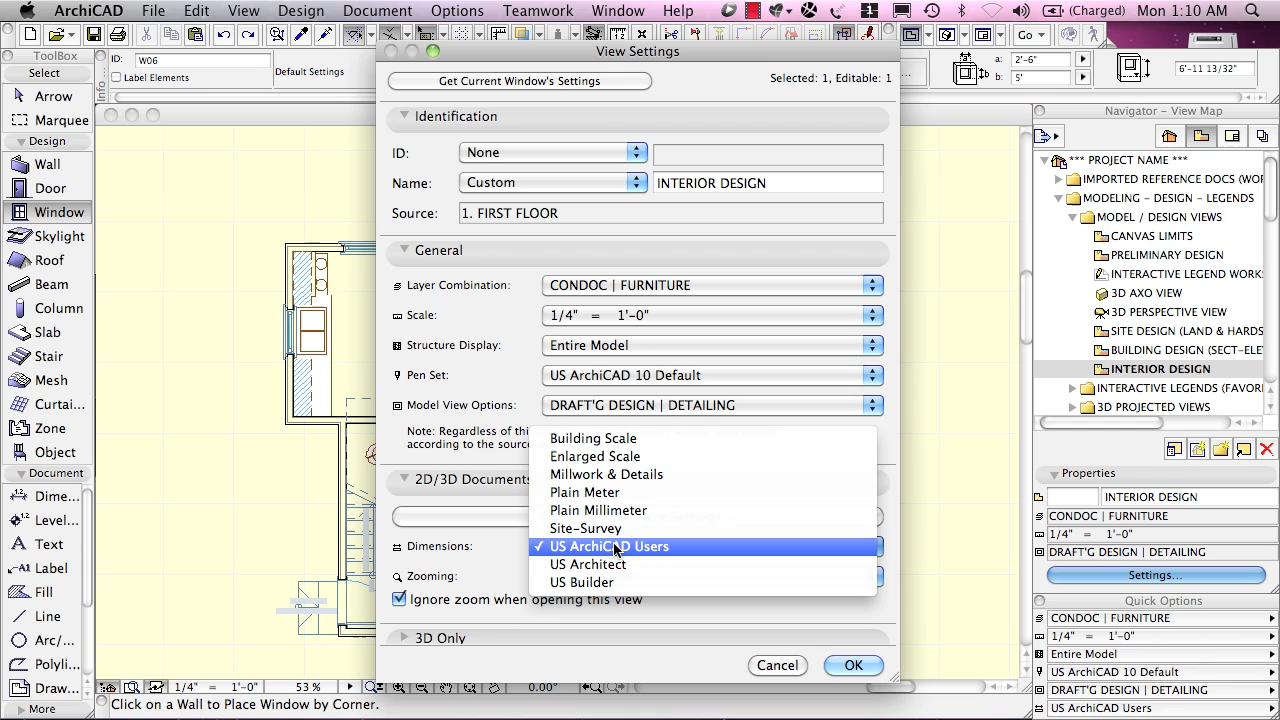 ArchiCAD File Edit View Design Document Options Teamwork Window Help (Charged) Mon 1:10 AM
View Settings
Go
ToolBox
Select
Arrow
Marquee
Design
Wall
Door
Window
Skylight
Roof
Beam
Column
Slab
Stair
Mesh
Curtai...
Zone
Object
Document
Dime...
Level...
Text
Label
Fill
Line
Arc/...
Polyli...
Draw...
More
ID: W06
Label Elements
Info
Default Settings
Get Current Window's Settings
Selected: 1, Editable: 1
Identification
ID: None
Name: Custom INTERIOR DESIGN
Source: 1. FIRST FLOOR
General
Layer Combination: CONDOC | FURNITURE
Scale: 1/4" = 1'-0"
Structure Display: Entire Model
Pen Set: US ArchiCAD 10 Default
Model View Options: DRAFT'G DESIGN | DETAILING
Note: Regardless of thi
according to the source
Building Scale
Enlarged Scale
Millwork & Details
Plain Meter
Plain Millimeter
Site-Survey
✓ US ArchiCAD Users
US Architect
US Builder
2D/3D Documents
Dimensions:
Zooming:
Ignore zoom when opening this view
3D Only
Cancel OK
a: 2'-6"
b: 5'
6'-11 13/32"
Navigator - View Map
*** PROJECT NAME ***
IMPORTED REFERENCE DOCS (WOF
MODELING - DESIGN - LEGENDS
MODEL / DESIGN VIEWS
CANVAS LIMITS
PRELIMINARY DESIGN
INTERACTIVE LEGEND WORK
3D AXO VIEW
3D PERSPECTIVE VIEW
SITE DESIGN (LAND & HARDS
BUILDING DESIGN (SECT-ELE
INTERIOR DESIGN
INTERACTIVE LEGENDS (FAVOR
3D PROJECTED VIEWS
Properties
INTERIOR DESIGN
CONDOC | FURNITURE
1/4" = 1'-0"
DRAFT'G DESIGN | DETAILING
Settings...
Quick Options
CONDOC | FURNITURE
1/4" = 1'-0"
Entire Model
US ArchiCAD 10 Default
DRAFT'G DESIGN | DETAILING
US ArchiCAD Users
1/4" = 1'-0" 53 % 0.00°
Click on a Wall to Place Window by Corner.